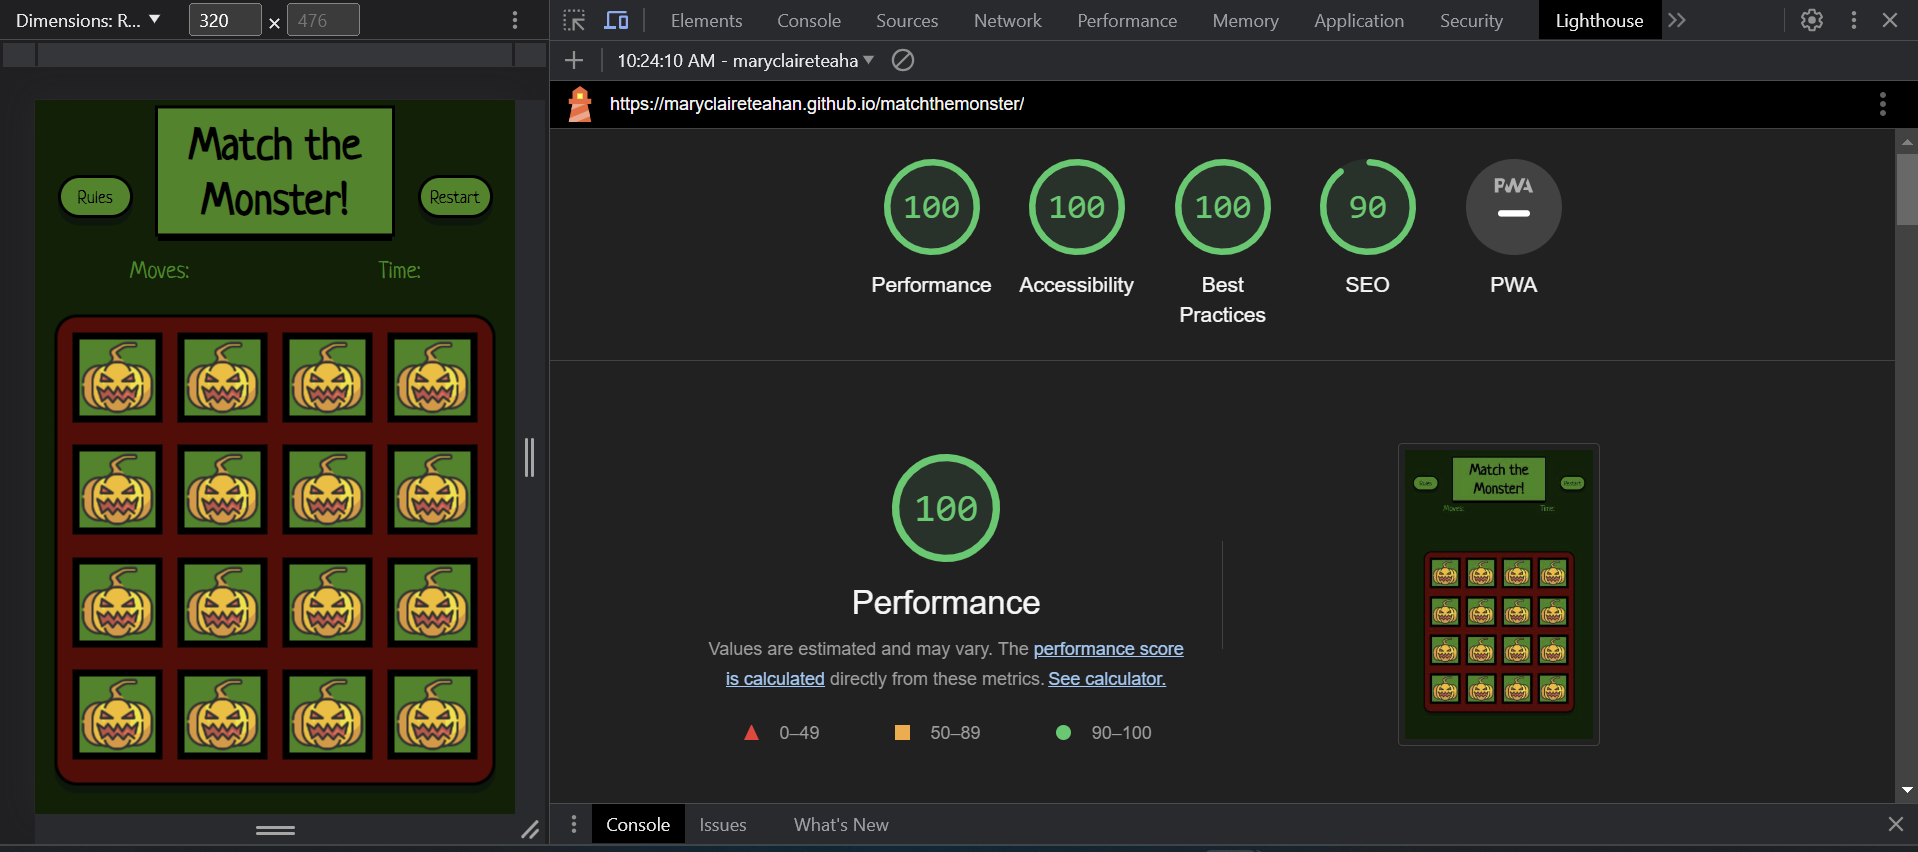 Dimensions: R...
320
×
476
Elements
Console
Sources
Network
Performance
Memory
Application
Security
Lighthouse
10:24:10 AM - maryclaireteaha
https://maryclaireteahan.github.io/matchthemonster/
Match the
Monster!
Rules
Restart
Moves:
Time:
100
100
100
90
PWA
Performance
Accessibility
Best
Practices
SEO
PWA
100
Performance
Values are estimated and may vary. The performance score
is calculated directly from these metrics. See calculator.
0–49
50–89
90–100
Match the
Monster!
Rules
Restart
Moves:
Time:
Console
Issues
What's New